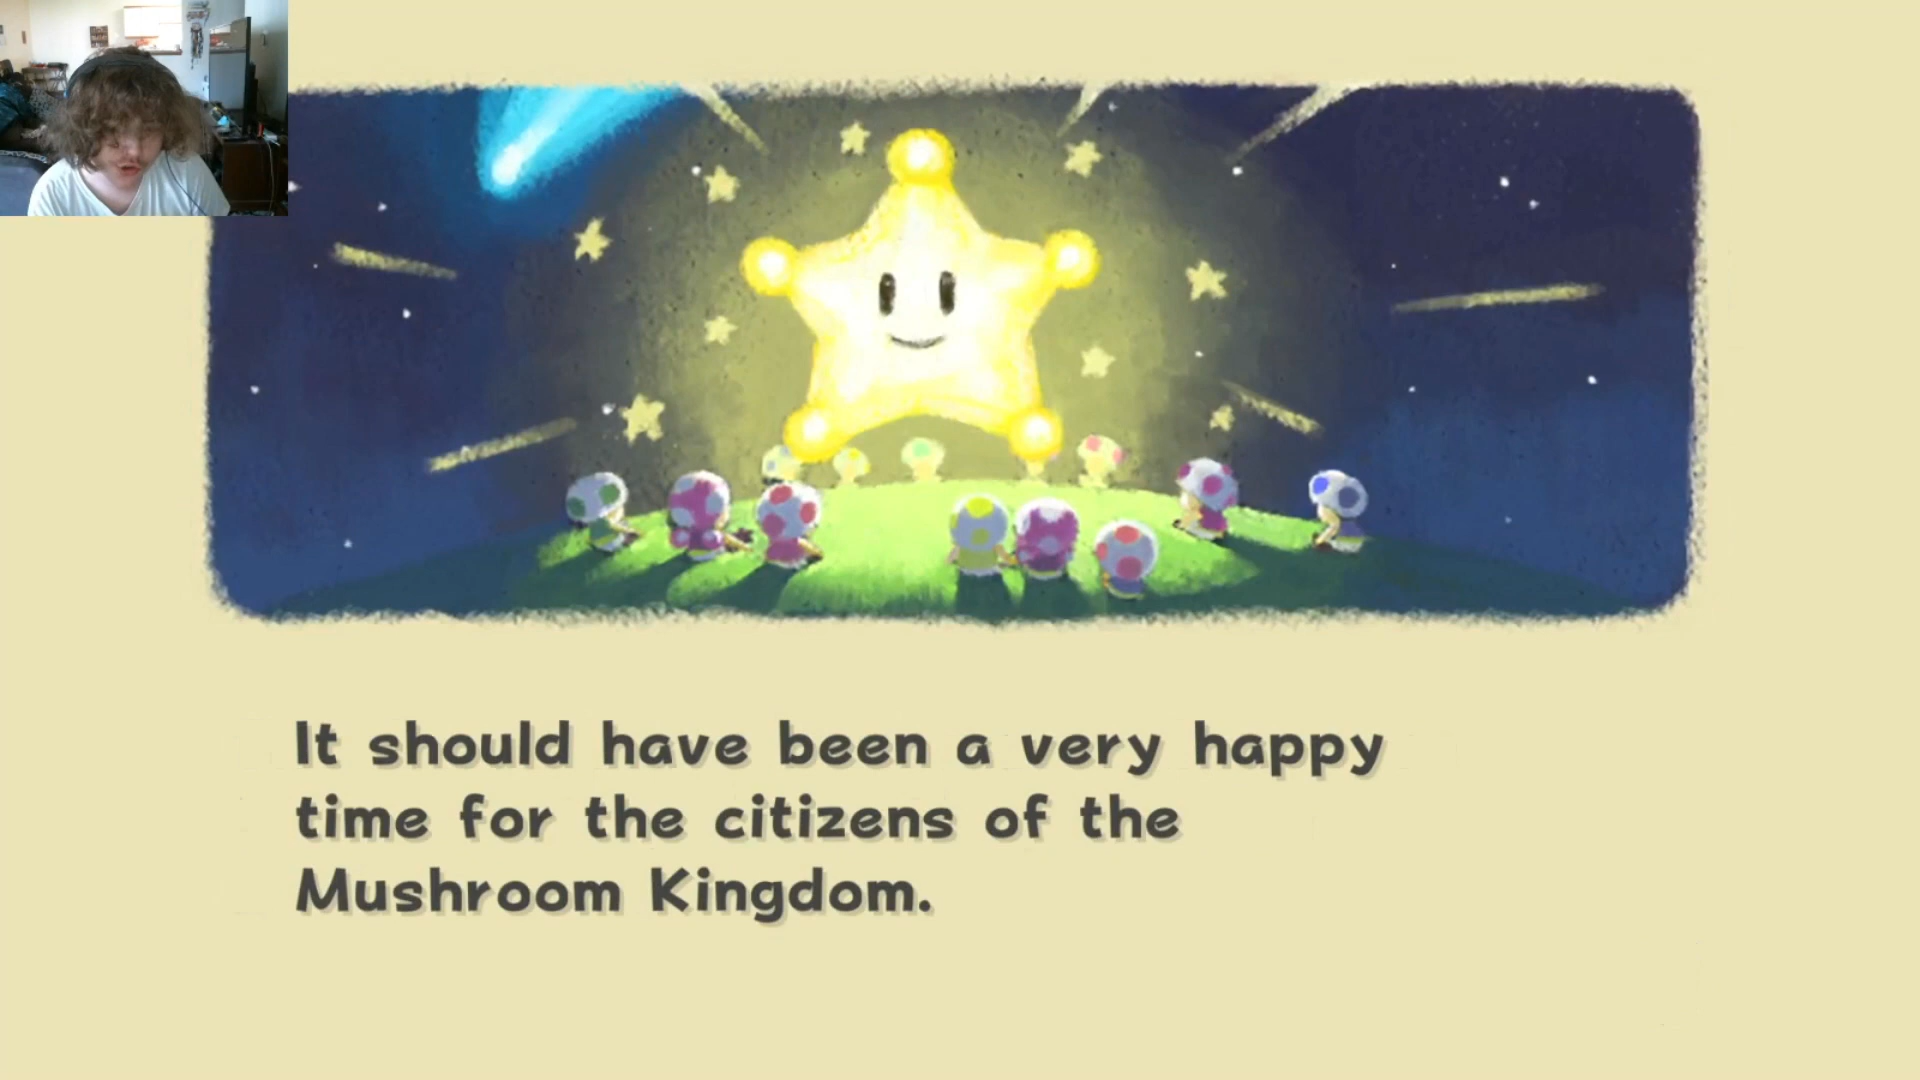 It should have been a very happy
time for the citizens of the
Mushroom Kingdom.